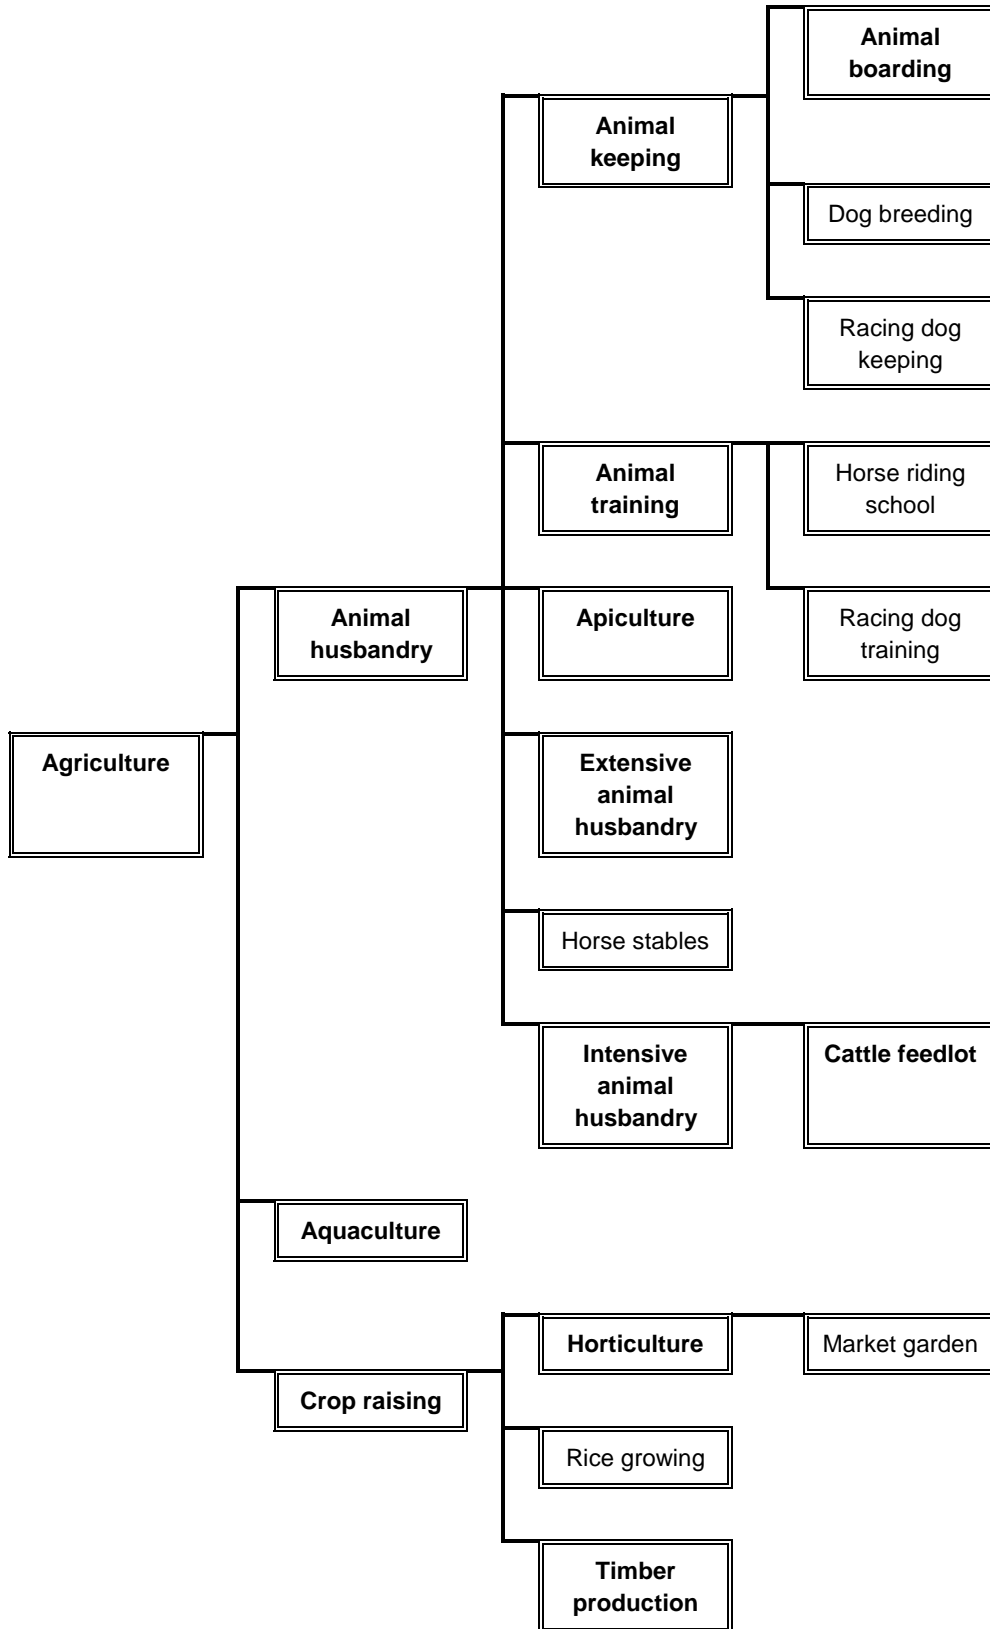 Animal
boarding
Animal
keeping
Dog breeding
Racing dog
keeping
Animal
training
Horse riding
school
Animal
husbandry
Apiculture
Racing dog
training
Agriculture
Extensive
animal
husbandry
Horse stables
Intensive
animal
husbandry
Cattle feedlot
Aquaculture
Horticulture
Market garden
Crop raising
Rice growing
Timber
production